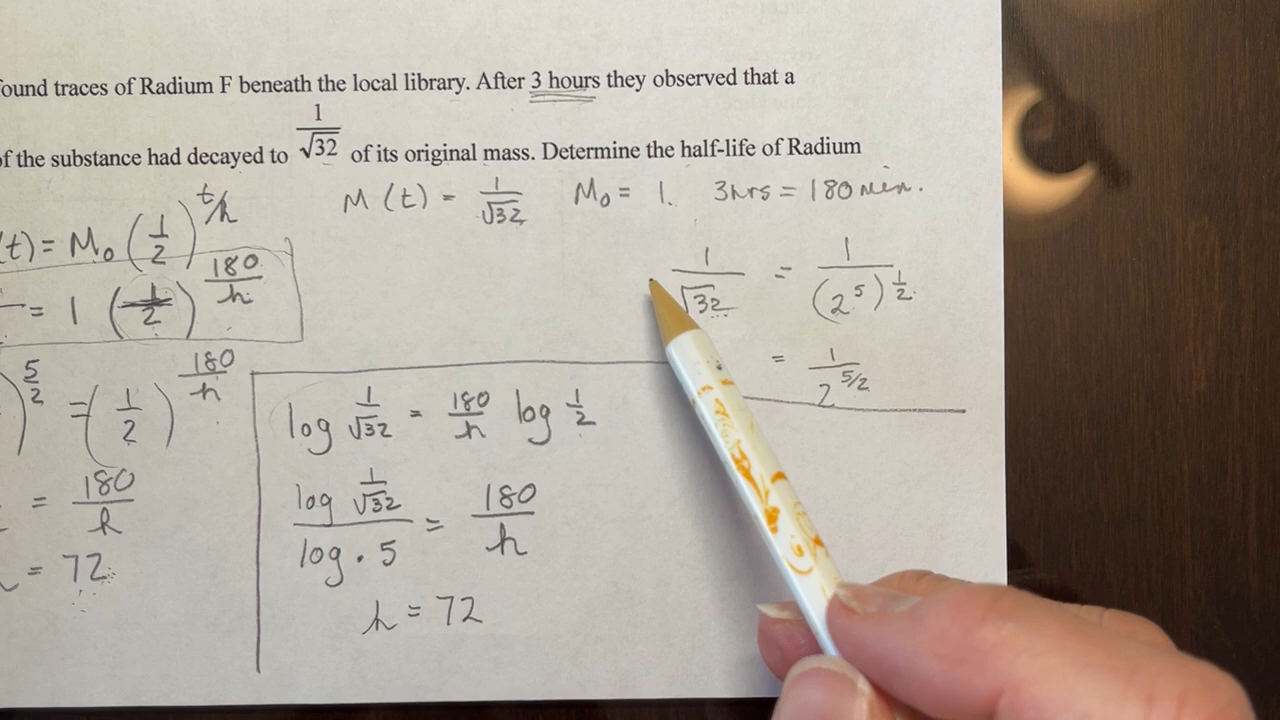 ound traces of Radium F beneath the local library. After 3 hours they observed that a
of the substance had decayed to 1/√32 of its original mass. Determine the half-life of Radium
M(t) = 1/√32 M₀ = 1. 3hrs = 180 min.
(t) = M₀ (1/2)^(t/h)
= 1 (1/2)^(180/h)
1/√32 = 1/(2^5)^(1/2)
= 1/2^(5/2)
)^(5/2) = (1/2)^(180/h)
= 180/h
= 72
log 1/√32 = 180/h log 1/2
log 1/√32 / log .5 = 180/h
h = 72